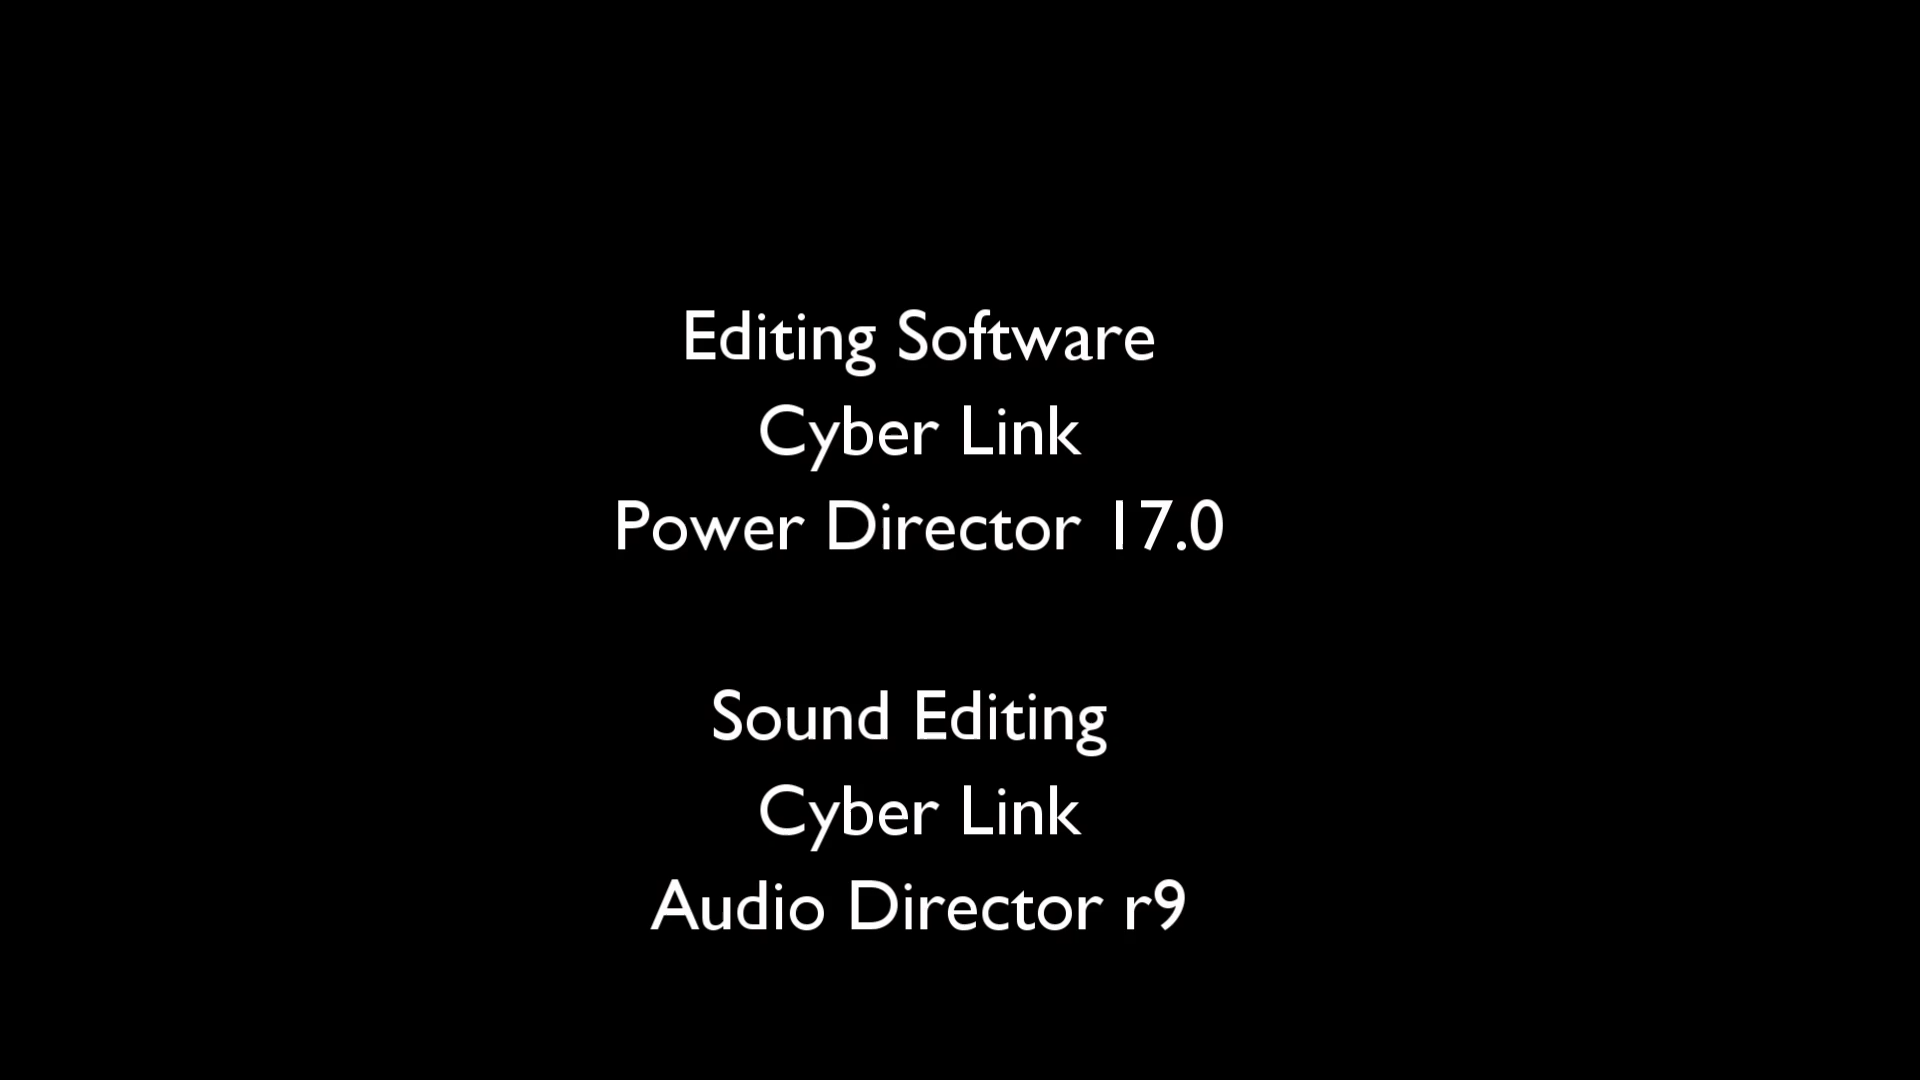 Editing Software
Cyber Link
Power Director 17.0
Sound Editing
Cyber Link
Audio Director r9